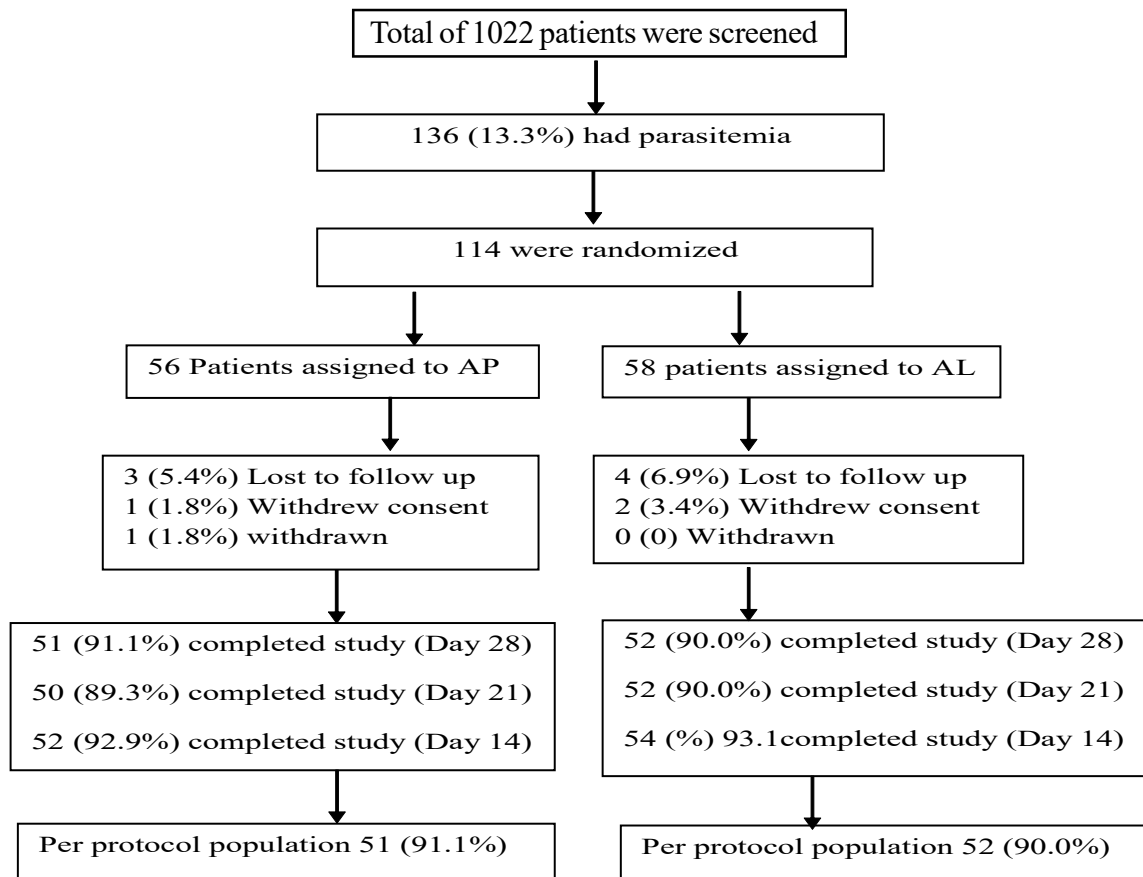 Total of 1022 patients were screened
136 (13.3%) had parasitemia
114 were randomized
56 Patients assigned to AP
58 patients assigned to AL
3 (5.4%) Lost to follow up
1 (1.8%) Withdrew consent
1 (1.8%) withdrawn
4 (6.9%) Lost to follow up
2 (3.4%) Withdrew consent
0 (0) Withdrawn
51 (91.1%) completed study (Day 28)
50 (89.3%) completed study (Day 21)
52 (92.9%) completed study (Day 14)
52 (90.0%) completed study (Day 28)
52 (90.0%) completed study (Day 21)
54 (%) 93.1completed study (Day 14)
Per protocol population 51 (91.1%)
Per protocol population 52 (90.0%)